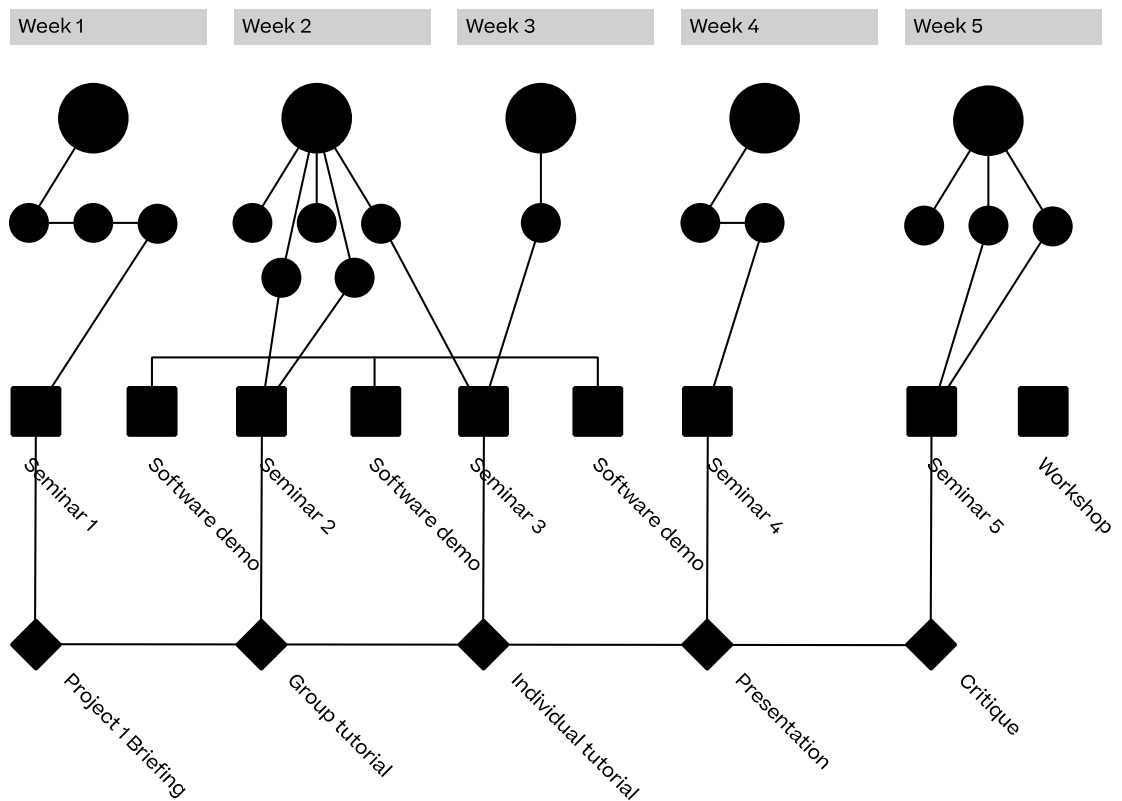 Week 1
Week 2
Week 3
Week 4
Week 5
Seminar 1
Software demo
Seminar 2
Software demo
Seminar 3
Software demo
Seminar 4
Seminar 5
Workshop
Project 1 Briefing
Group tutorial
Individual tutorial
Presentation
Critique